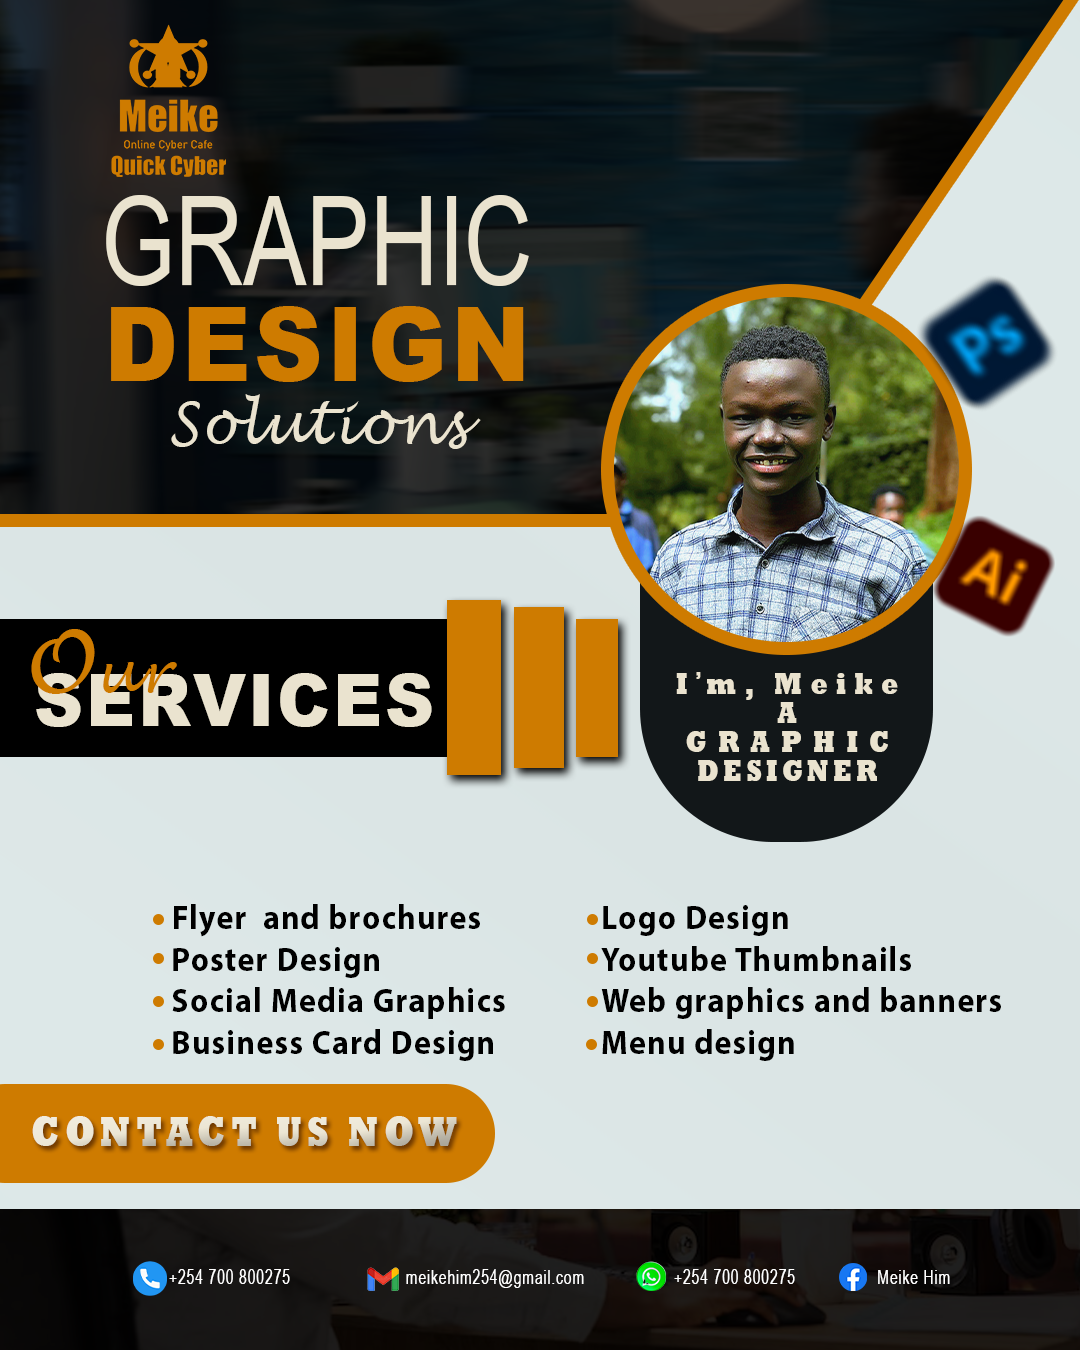 Meike
Online Cyber Cafe
Quick Cyber
GRAPHIC
DESIGN
Solutions
Ps
Ai
Our
SERVICES
I'm, Meike
A
GRAPHIC
DESIGNER
Flyer and brochures
Poster Design
Social Media Graphics
Business Card Design
Logo Design
Youtube Thumbnails
Web graphics and banners
Menu design
CONTACT US NOW
+254 700 800275
meikehim254@gmail.com
+254 700 800275
Meike Him